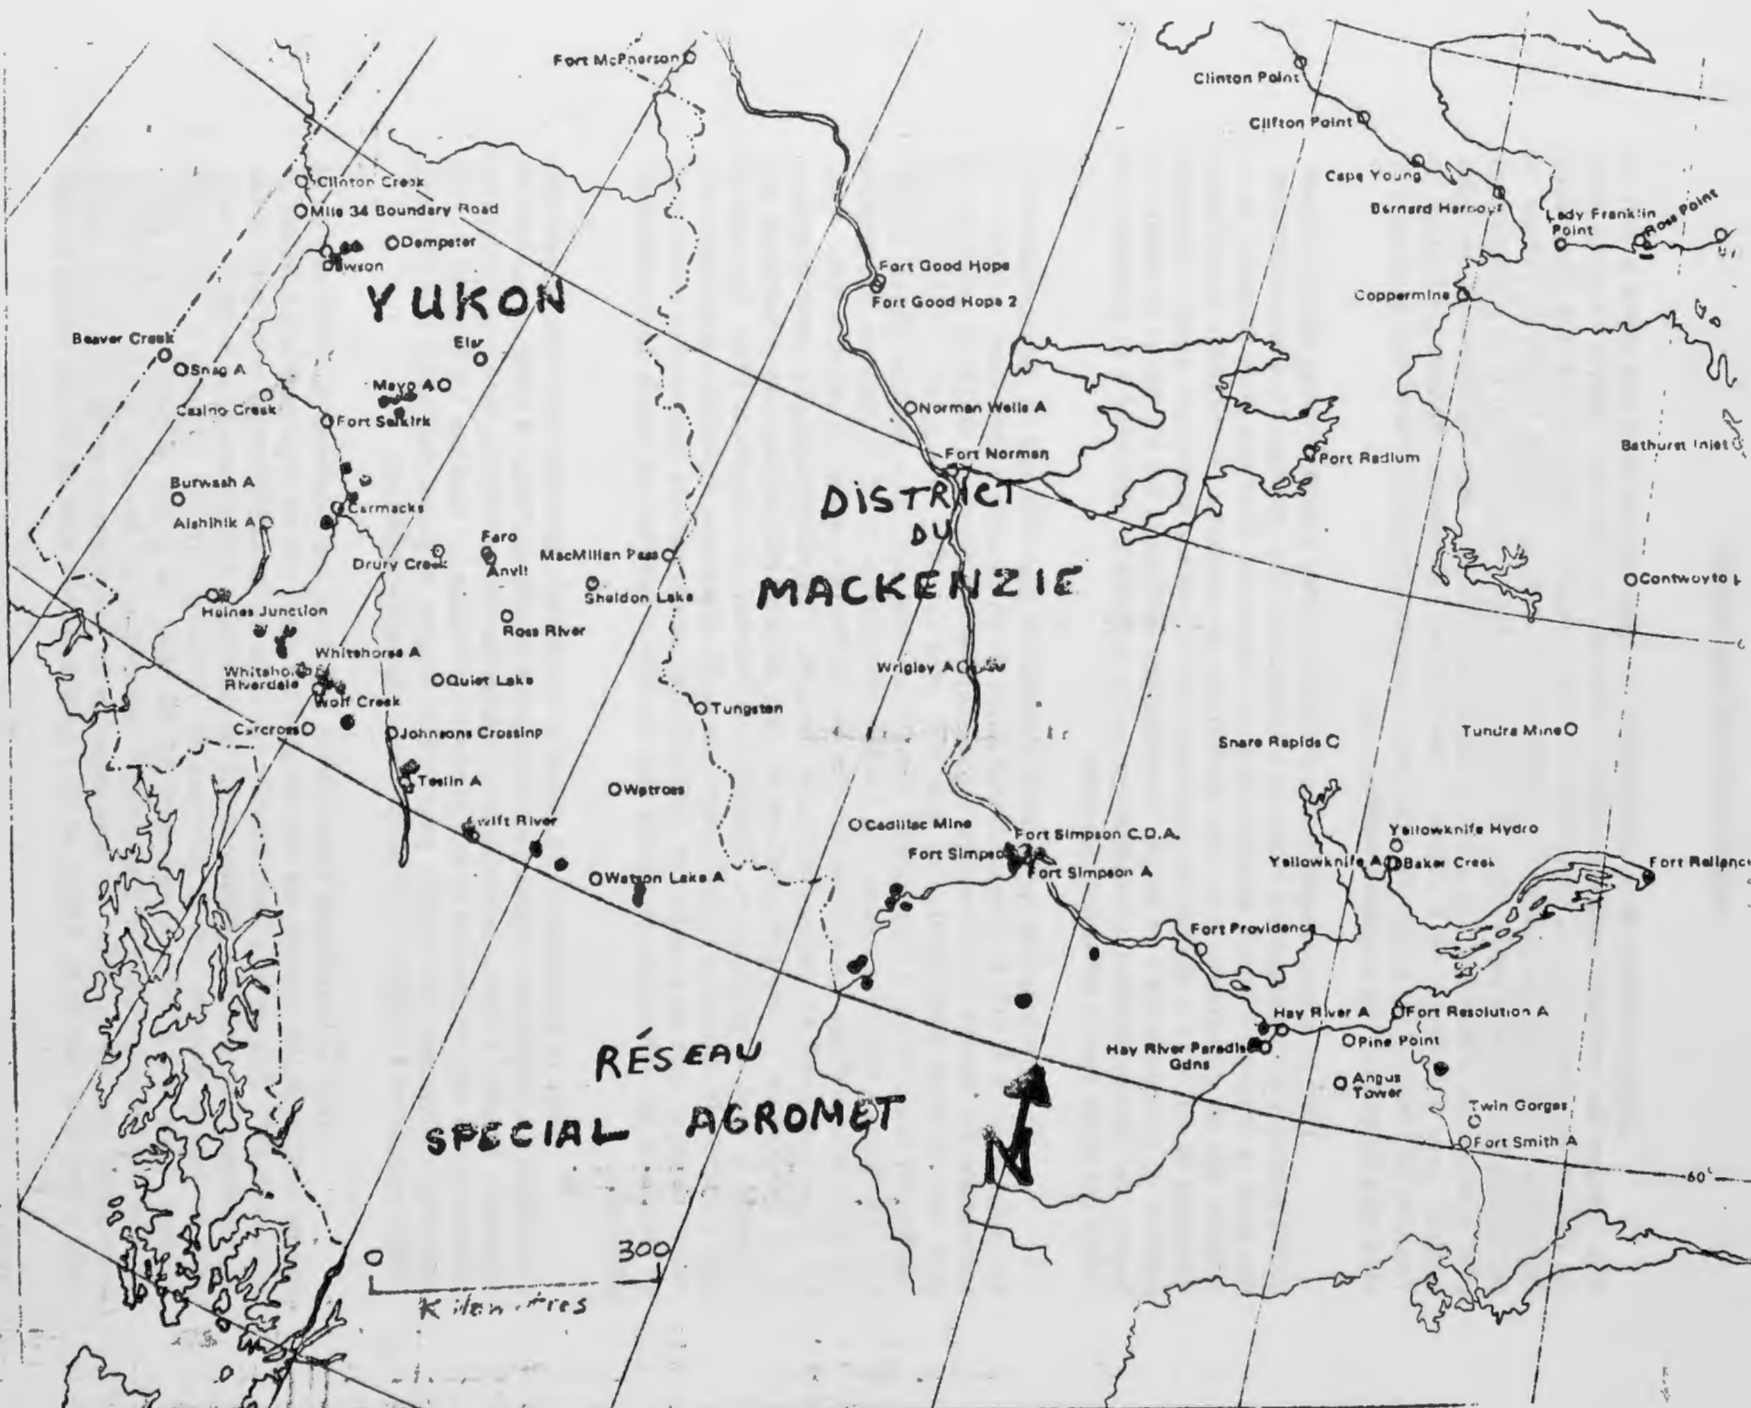 Fort McPherson
Clinton Point
Clifton Point
Cape Young
Bernard Harbour
Lady Franklin
Point
Ross Point
Clinton Creek
Mile 34 Boundary Road
Dempster
Dawson
YUKON
Fort Good Hope
Fort Good Hope 2
Coppermine
Beaver Creek
Snag A
Elsa
Mayo A
Casino Creek
Fort Selkirk
Norman Wells A
Fort Norman
Port Radium
Bathurst Inlet
Burwash A
Aishihik A
Carmacks
DISTRICT
DU
MACKENZIE
Faro
Anvil
Drury Creek
MacMillan Pass
Sheldon Lake
Contwoyto L
Haines Junction
Ross River
Whitehorse A
Riverdale
Wolf Creek
Quiet Lake
Wrigley A
Tungsten
Carcross
Johnsons Crossing
Snare Rapids
Tundra Mine
Teslin A
Watross
Swift River
Cadillac Mine
Fort Simpson C.D.A.
Fort Simpson
Fort Simpson A
Yellowknife Hydro
Yellowknife A
Baker Creek
Fort Reliance
Watson Lake A
Fort Providence
Hay River A
Fort Resolution A
Hay River Paradise
Gdns
Pine Point
Angus
Tower
Twin Gorges
Fort Smith A
60°
RÉSEAU
SPECIAL AGROMET
N
0
300